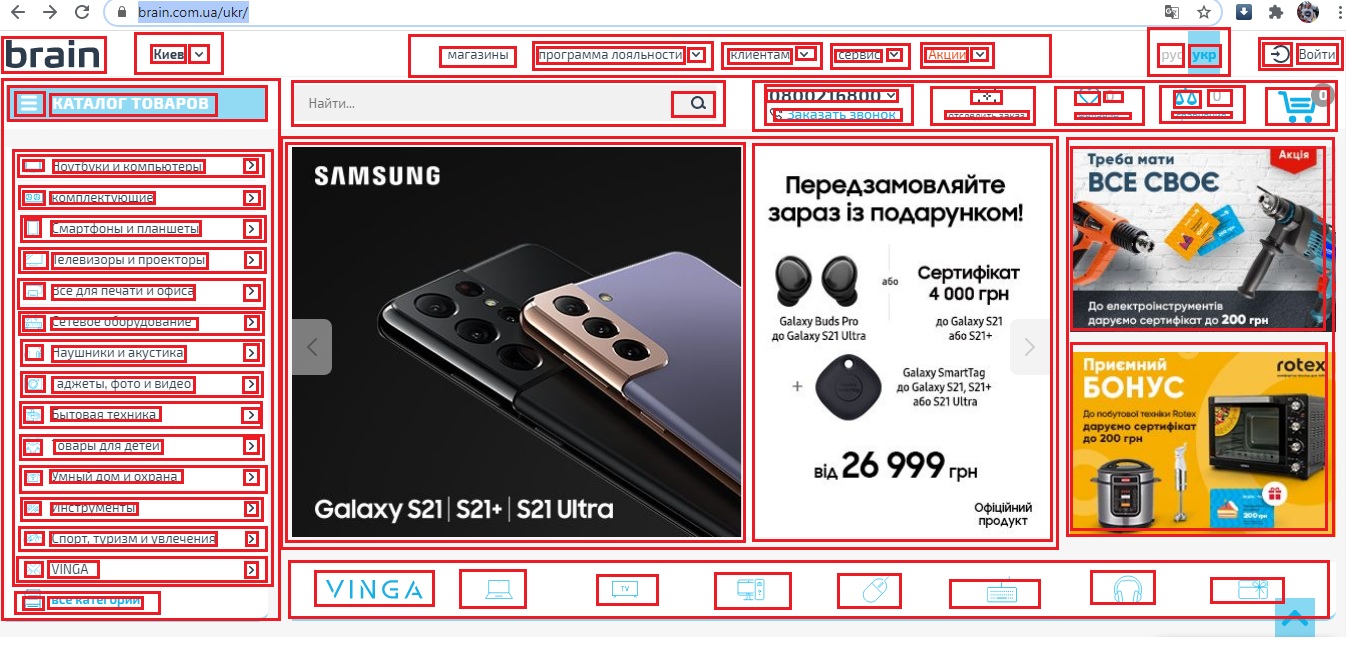 brain.com.ua/ukr/
brain
Киев
магазины
программа лояльности
клиентам
сервис
Акции
рус
укр
Войти
КАТАЛОГ ТОВАРОВ
Найти...
0800216800
Заказать звонок
отследить заказ
0
0
0
Ноутбуки и компьютеры
комплектующие
Смартфоны и планшеты
Телевизоры и проекторы
Все для печати и офиса
Сетевое оборудование
Наушники и акустика
Гаджеты, фото и видео
Бытовая техника
Товары для детей
Умный дом и охрана
Инструменты
Спорт, туризм и увлечения
VINGA
все категории
SAMSUNG
Galaxy S21 | S21+ | S21 Ultra
Передзамовляйте
зараз із подарунком!
Galaxy Buds Pro
до Galaxy S21 Ultra
або
Сертифікат
4 000 грн
до Galaxy S21
або S21+
+
Galaxy SmartTag
до Galaxy S21, S21+
або S21 Ultra
від 26 999 грн
Офіційний
продукт
Треба мати
ВСЕ СВОЄ
Акція
До електроінструментів
даруємо сертифікат до 200 грн
Приємний
БОНУС
rotex
До побутової техніки Rotex
даруємо сертифікат
до 200 грн
200 грн
VINGA
TV